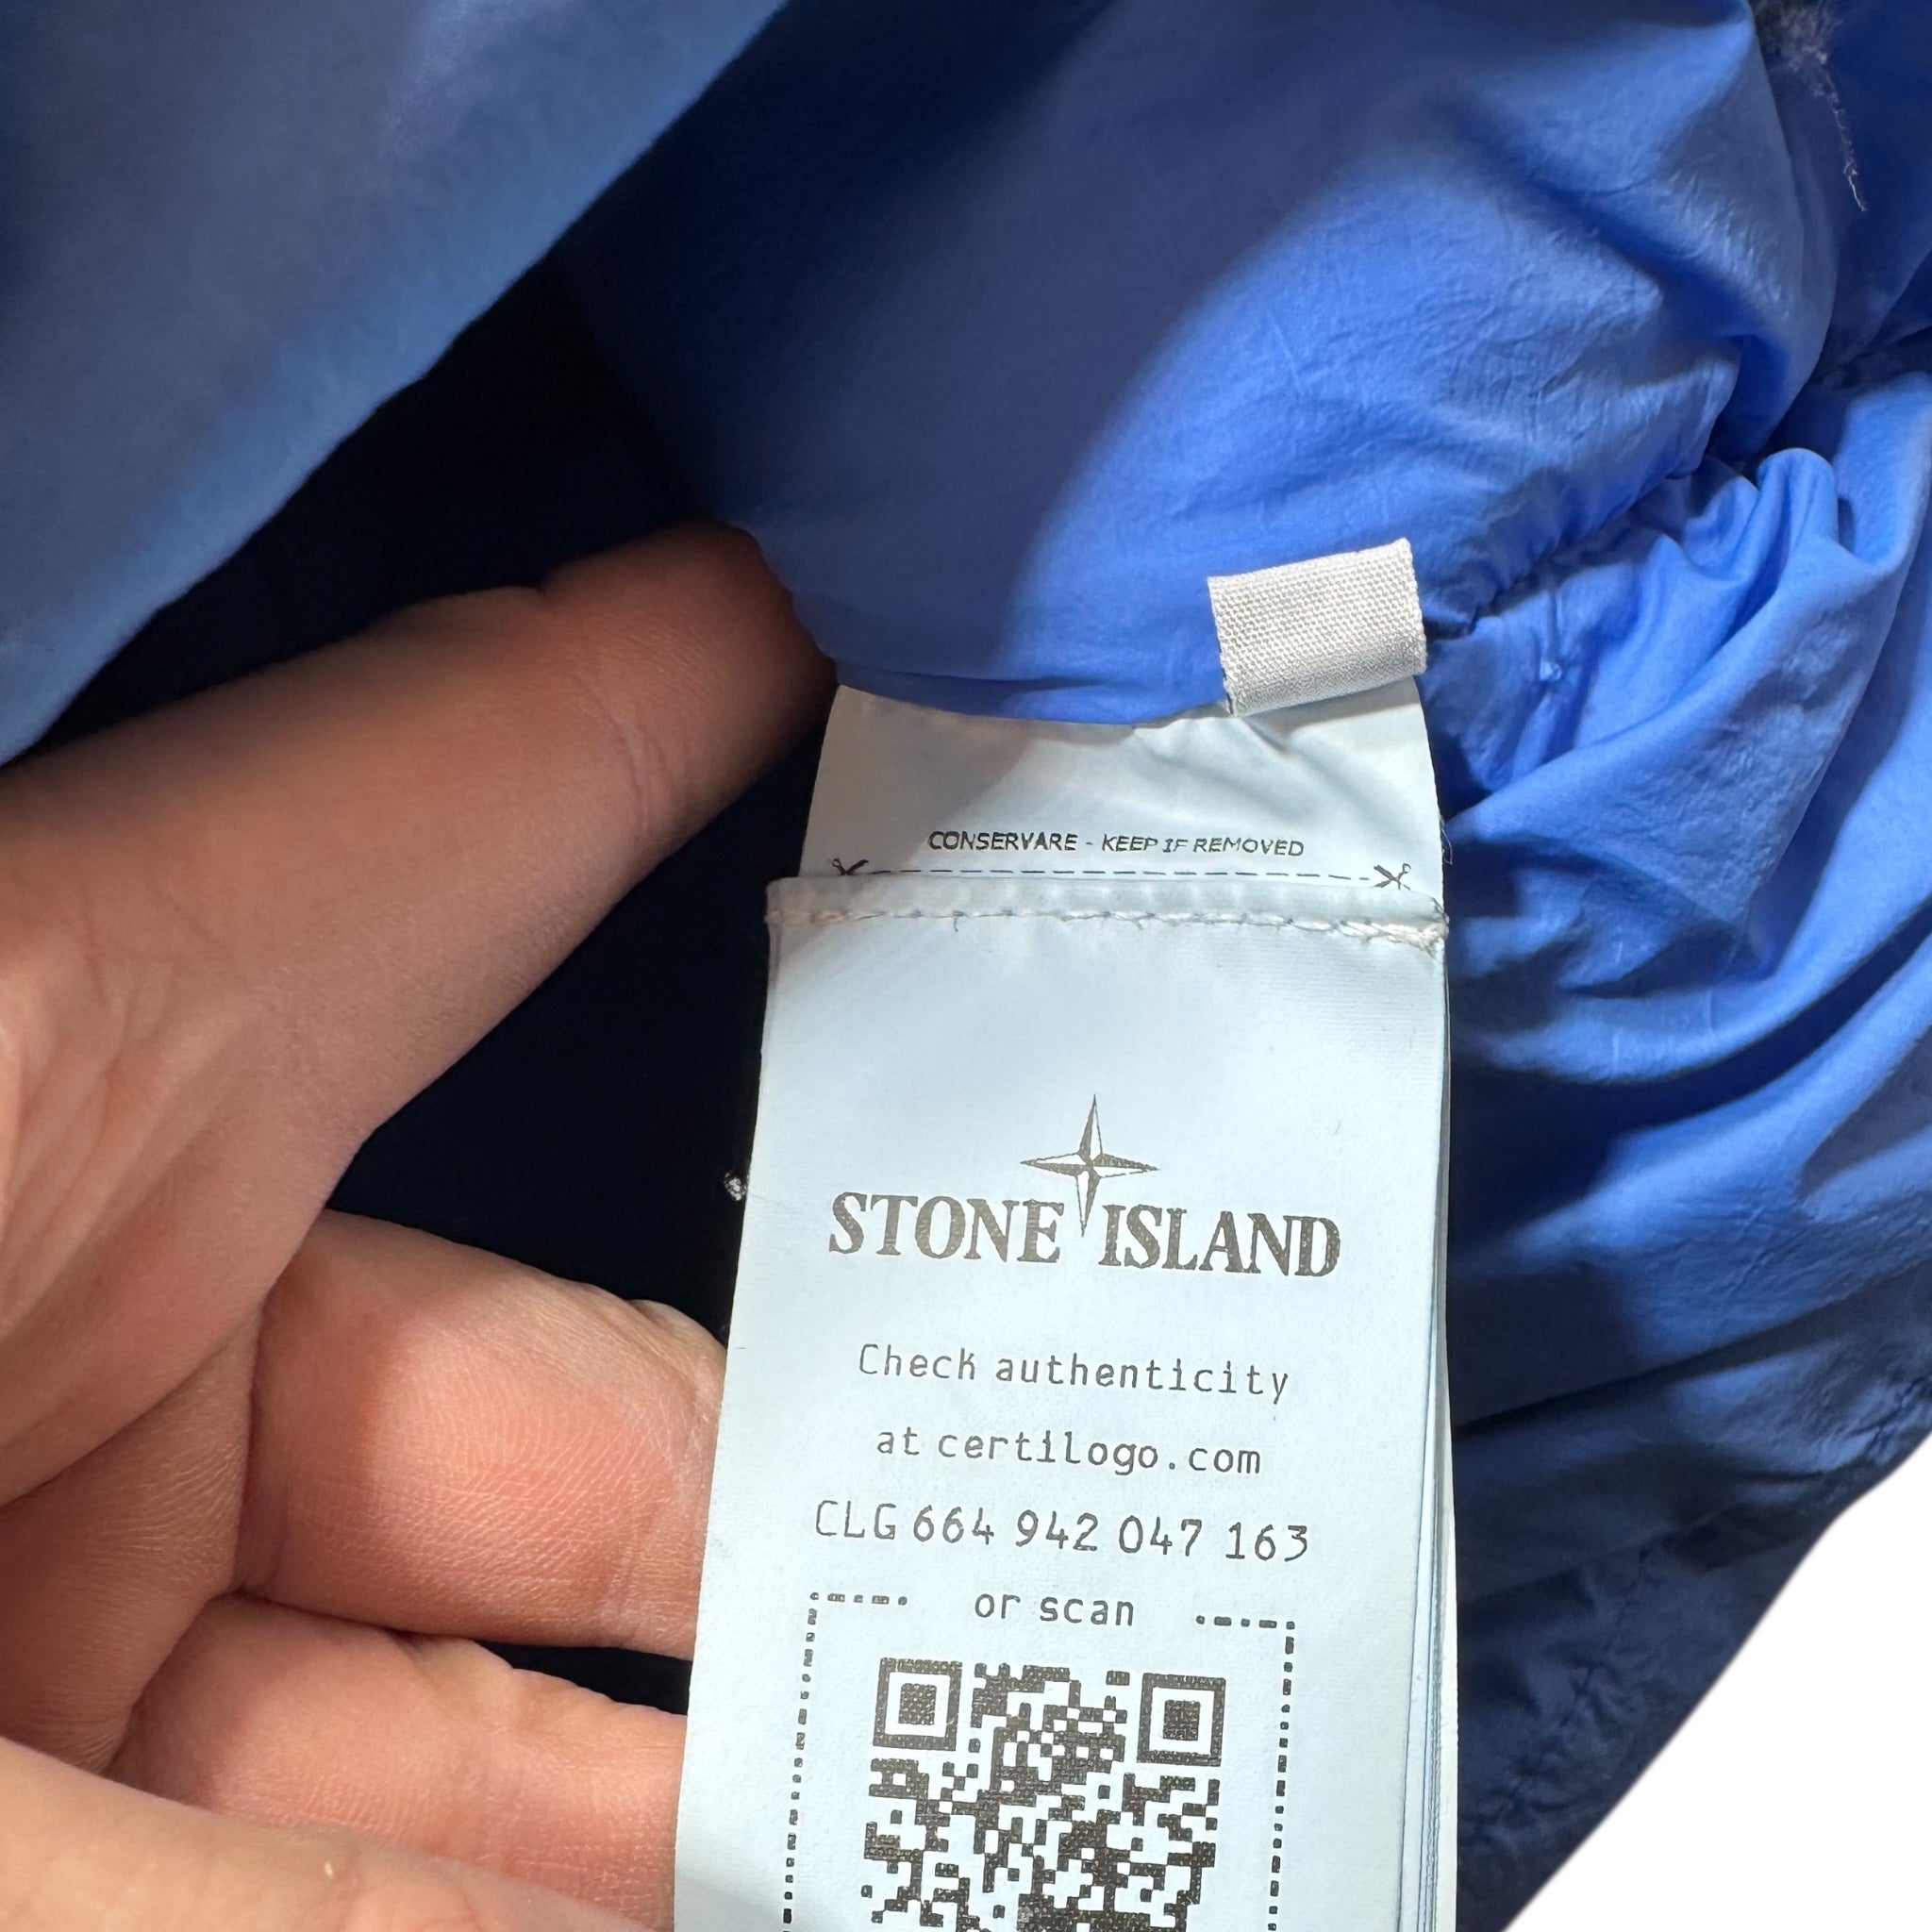 CONSERVARE - KEEP IF REMOVED
STONE ISLAND
Check authenticity
at certilogo.com
CLG 664 942 047 163
or scan